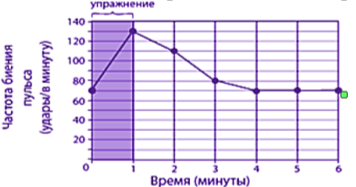 упражнение
140
120
100
80
60
40
20
0 1 2 3 4 5 6
Частота биения
пульса
(удары/в минуту)
Время (минуты)